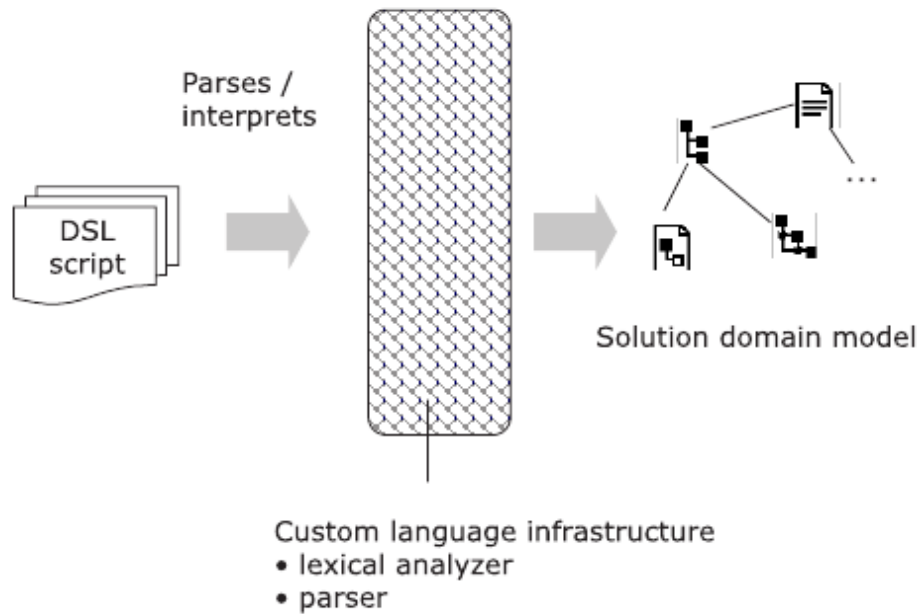 Parses /
interprets
DSL
script
...
Solution domain model
Custom language infrastructure
• lexical analyzer
• parser